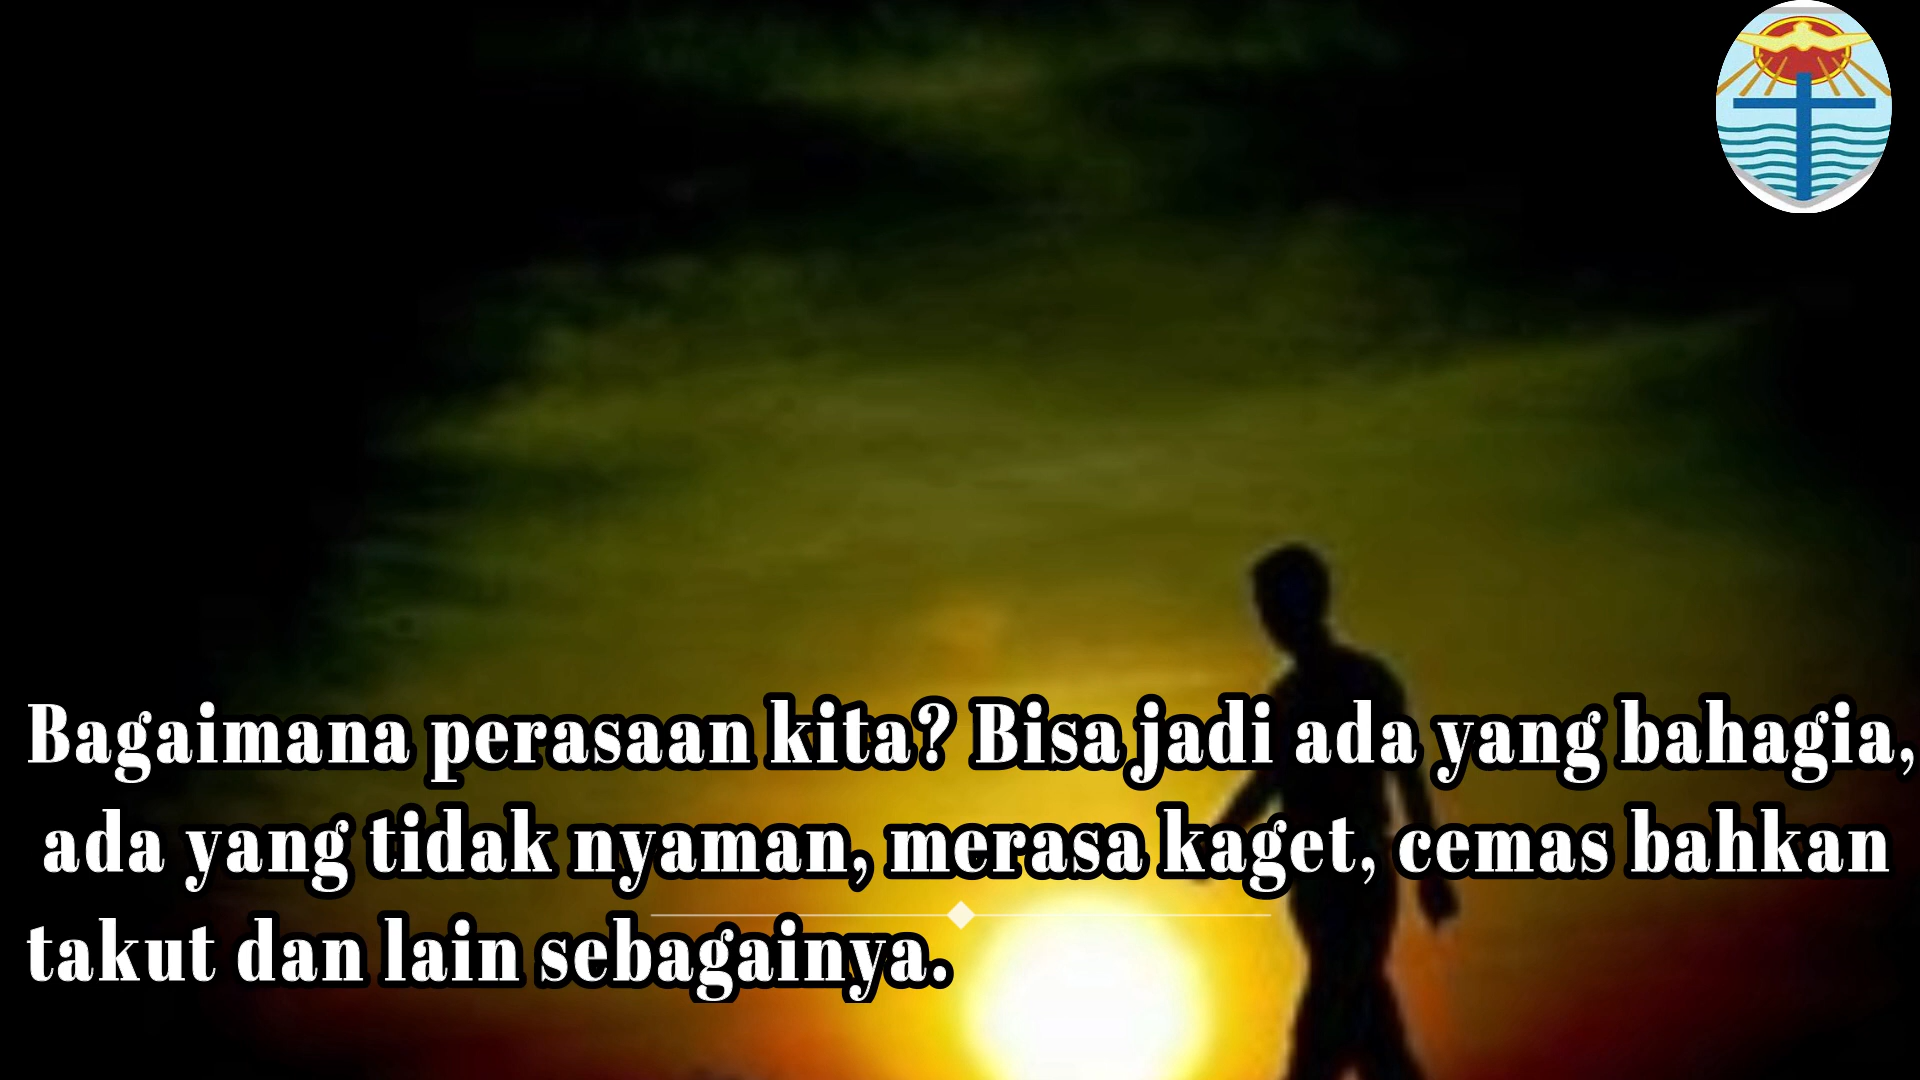 Bagaimana perasaan kita? Bisa jadi ada yang bahagia,
ada yang tidak nyaman, merasa kaget, cemas bahkan
takut dan lain sebagainya.